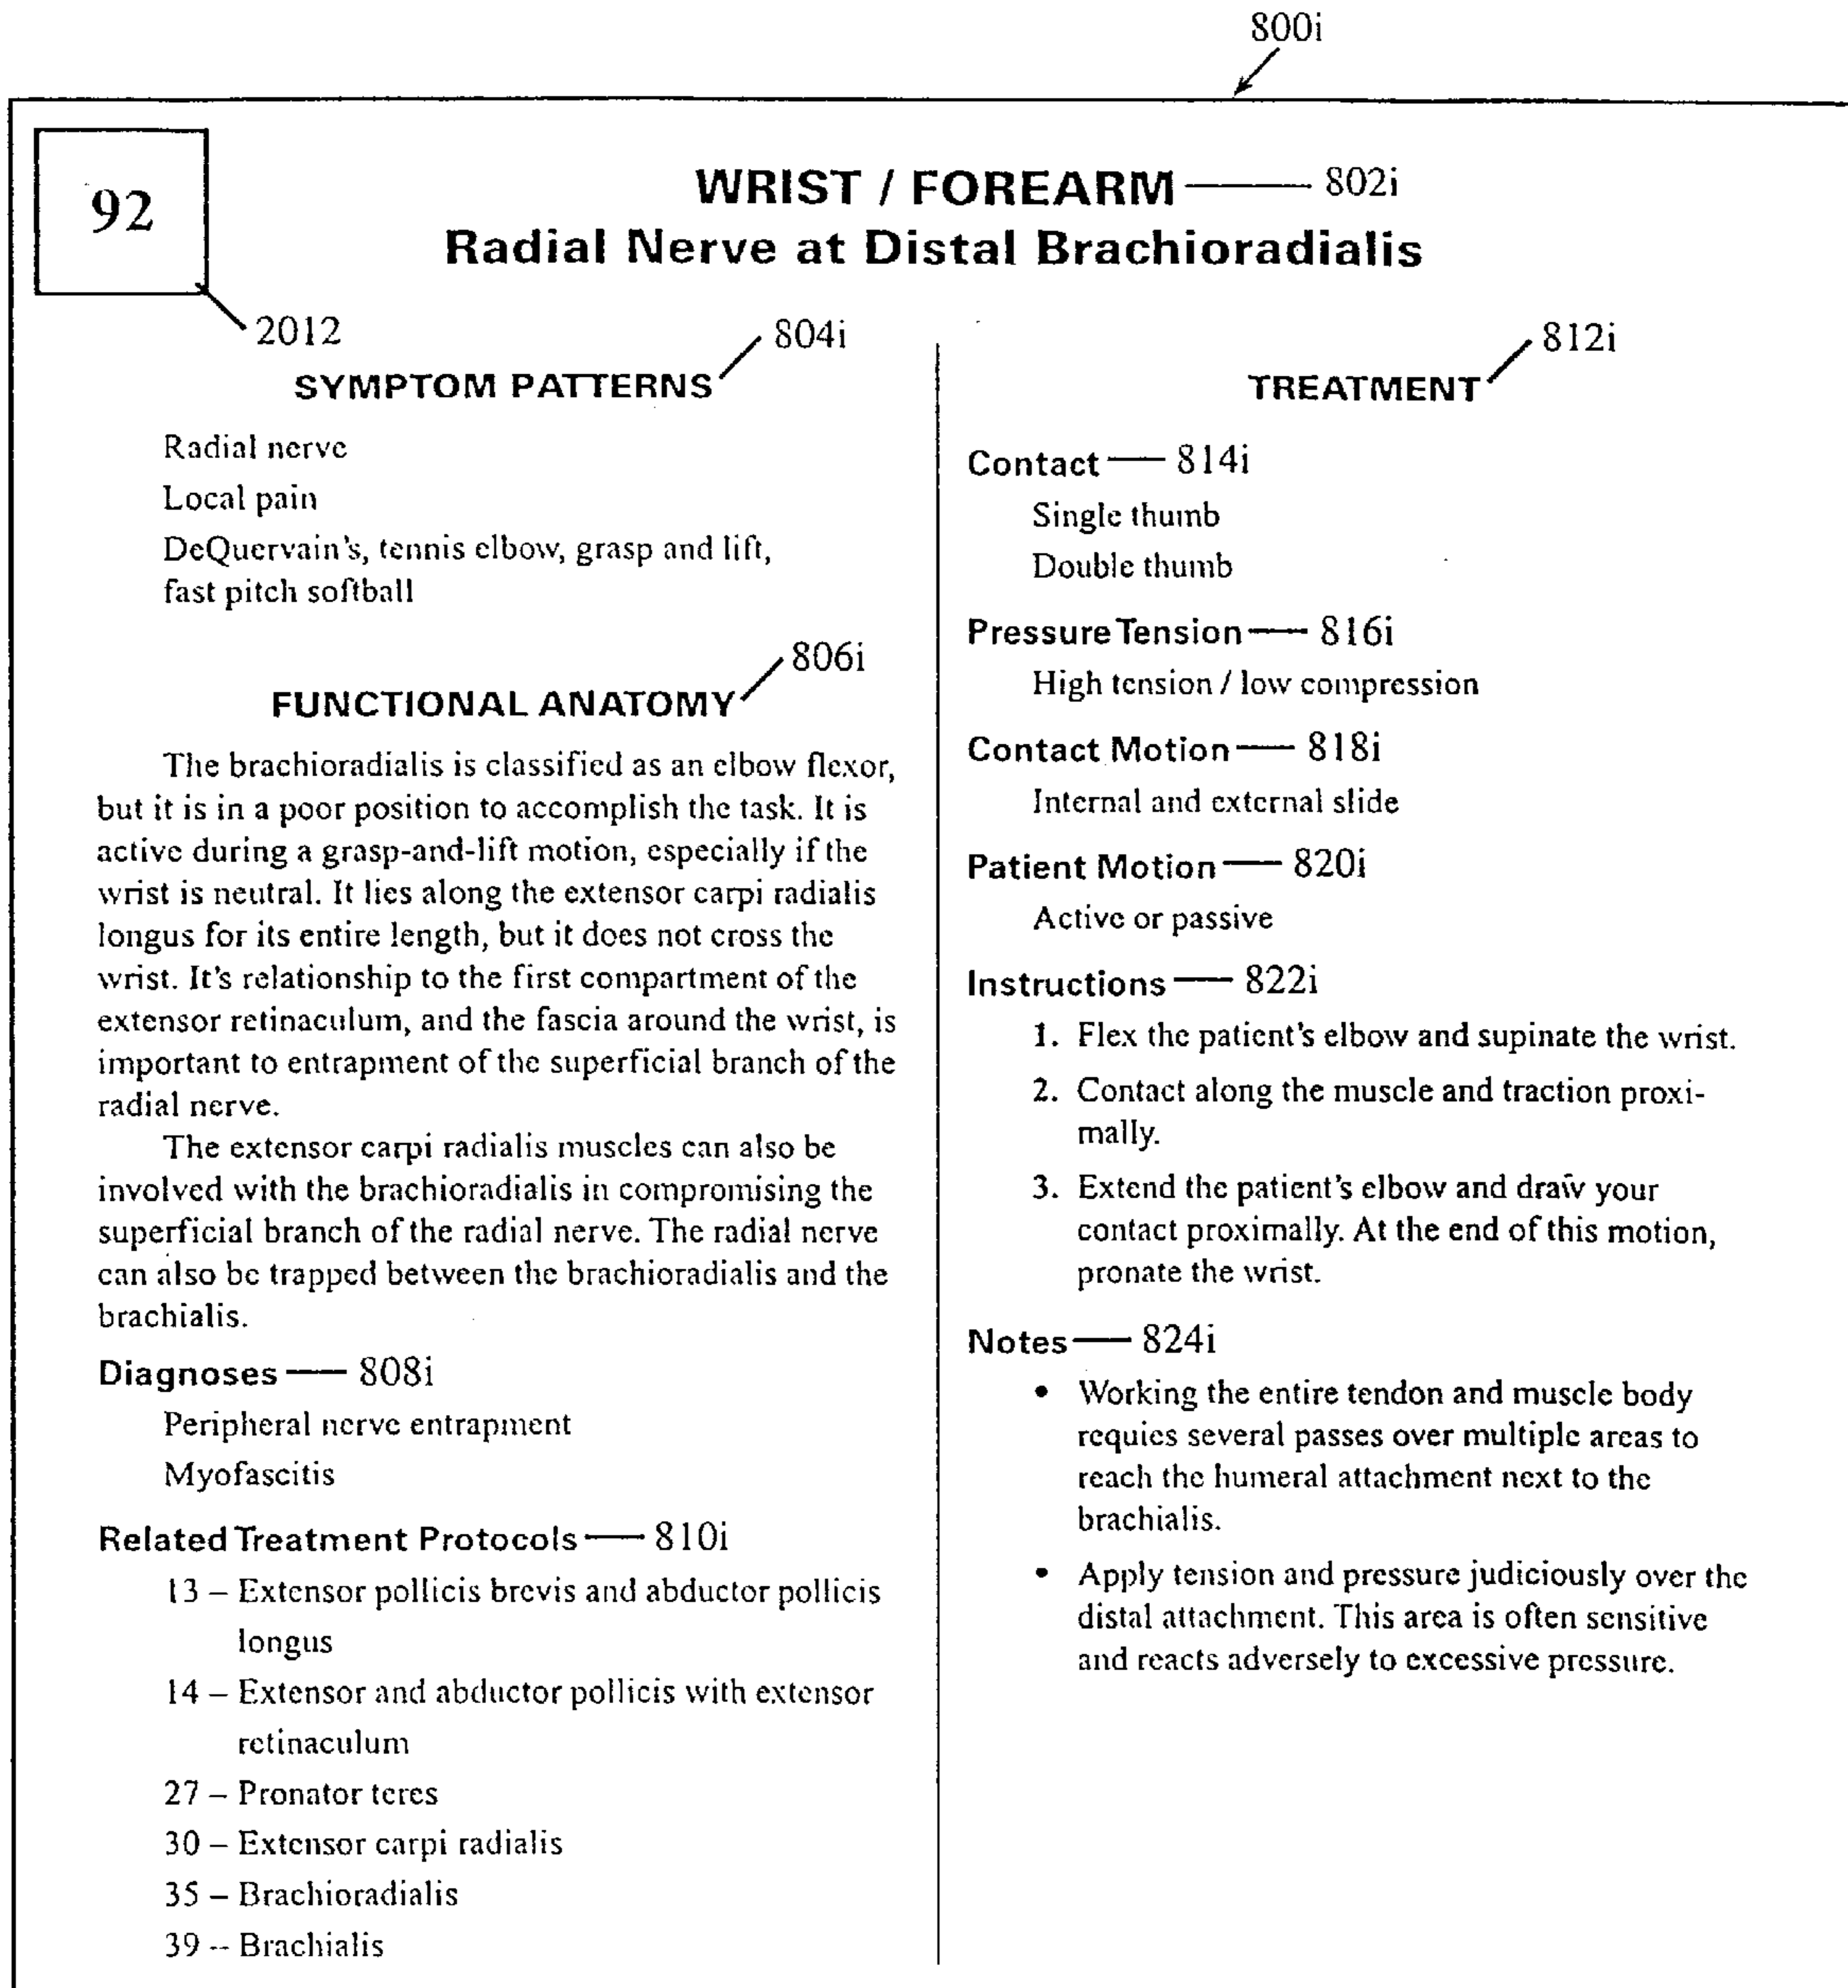 800i
92
WRIST / FOREARM 802i
Radial Nerve at Distal Brachioradialis
2012
804i
SYMPTOM PATTERNS
Radial nerve
Local pain
DeQuervain's, tennis elbow, grasp and lift,
fast pitch softball
806i
FUNCTIONAL ANATOMY
The brachioradialis is classified as an elbow flexor,
but it is in a poor position to accomplish the task. It is
active during a grasp-and-lift motion, especially if the
wrist is neutral. It lies along the extensor carpi radialis
longus for its entire length, but it does not cross the
wrist. It's relationship to the first compartment of the
extensor retinaculum, and the fascia around the wrist, is
important to entrapment of the superficial branch of the
radial nerve.
The extensor carpi radialis muscles can also be
involved with the brachioradialis in compromising the
superficial branch of the radial nerve. The radial nerve
can also be trapped between the brachioradialis and the
brachialis.
Diagnoses 808i
Peripheral nerve entrapment
Myofascitis
Related Treatment Protocols 810i
13 – Extensor pollicis brevis and abductor pollicis
longus
14 – Extensor and abductor pollicis with extensor
retinaculum
27 – Pronator teres
30 – Extensor carpi radialis
35 – Brachioradialis
39 -- Brachialis
812i
TREATMENT
Contact 814i
Single thumb
Double thumb
Pressure Tension 816i
High tension / low compression
Contact Motion 818i
Internal and external slide
Patient Motion 820i
Active or passive
Instructions 822i
1. Flex the patient's elbow and supinate the wrist.
2. Contact along the muscle and traction proxi-
mally.
3. Extend the patient's elbow and draw your
contact proximally. At the end of this motion,
pronate the wrist.
Notes 824i
• Working the entire tendon and muscle body
requies several passes over multiple areas to
reach the humeral attachment next to the
brachialis.
• Apply tension and pressure judiciously over the
distal attachment. This area is often sensitive
and reacts adversely to excessive pressure.